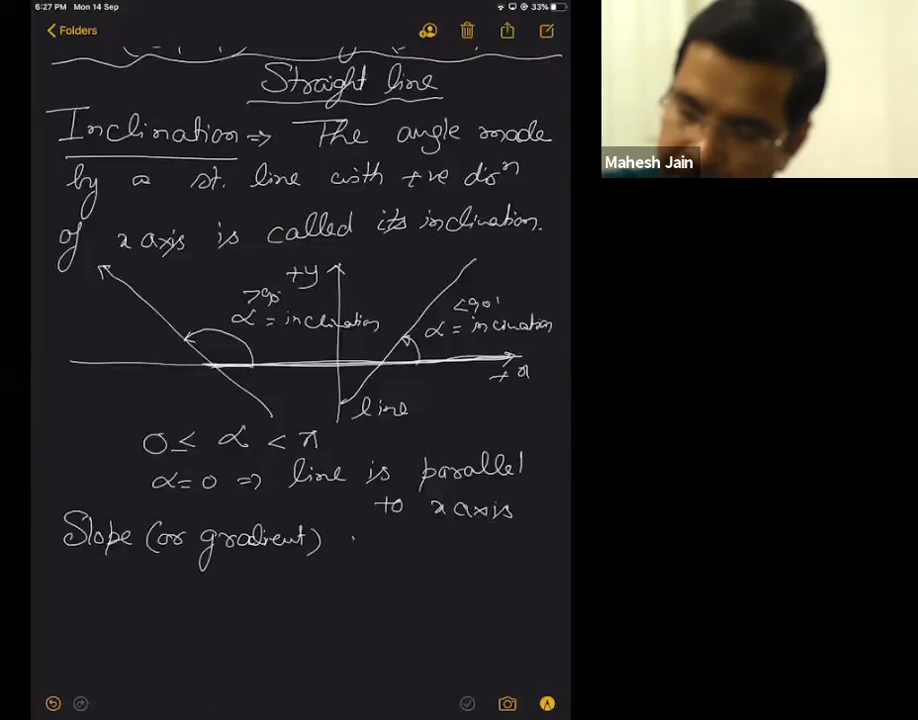 6:27 PM Mon 14 Sep
33%
Folders
Straight line
Inclination ⇒ The angle made
by a st. line with +ve dirⁿ
of x axis is called its inclination.
+y
>90°
α = inclination
<90°
α = inclination
+x
line
0 ≤ α < π
α = 0 ⇒ line is parallel
to x axis
Slope (or gradient)
Mahesh Jain